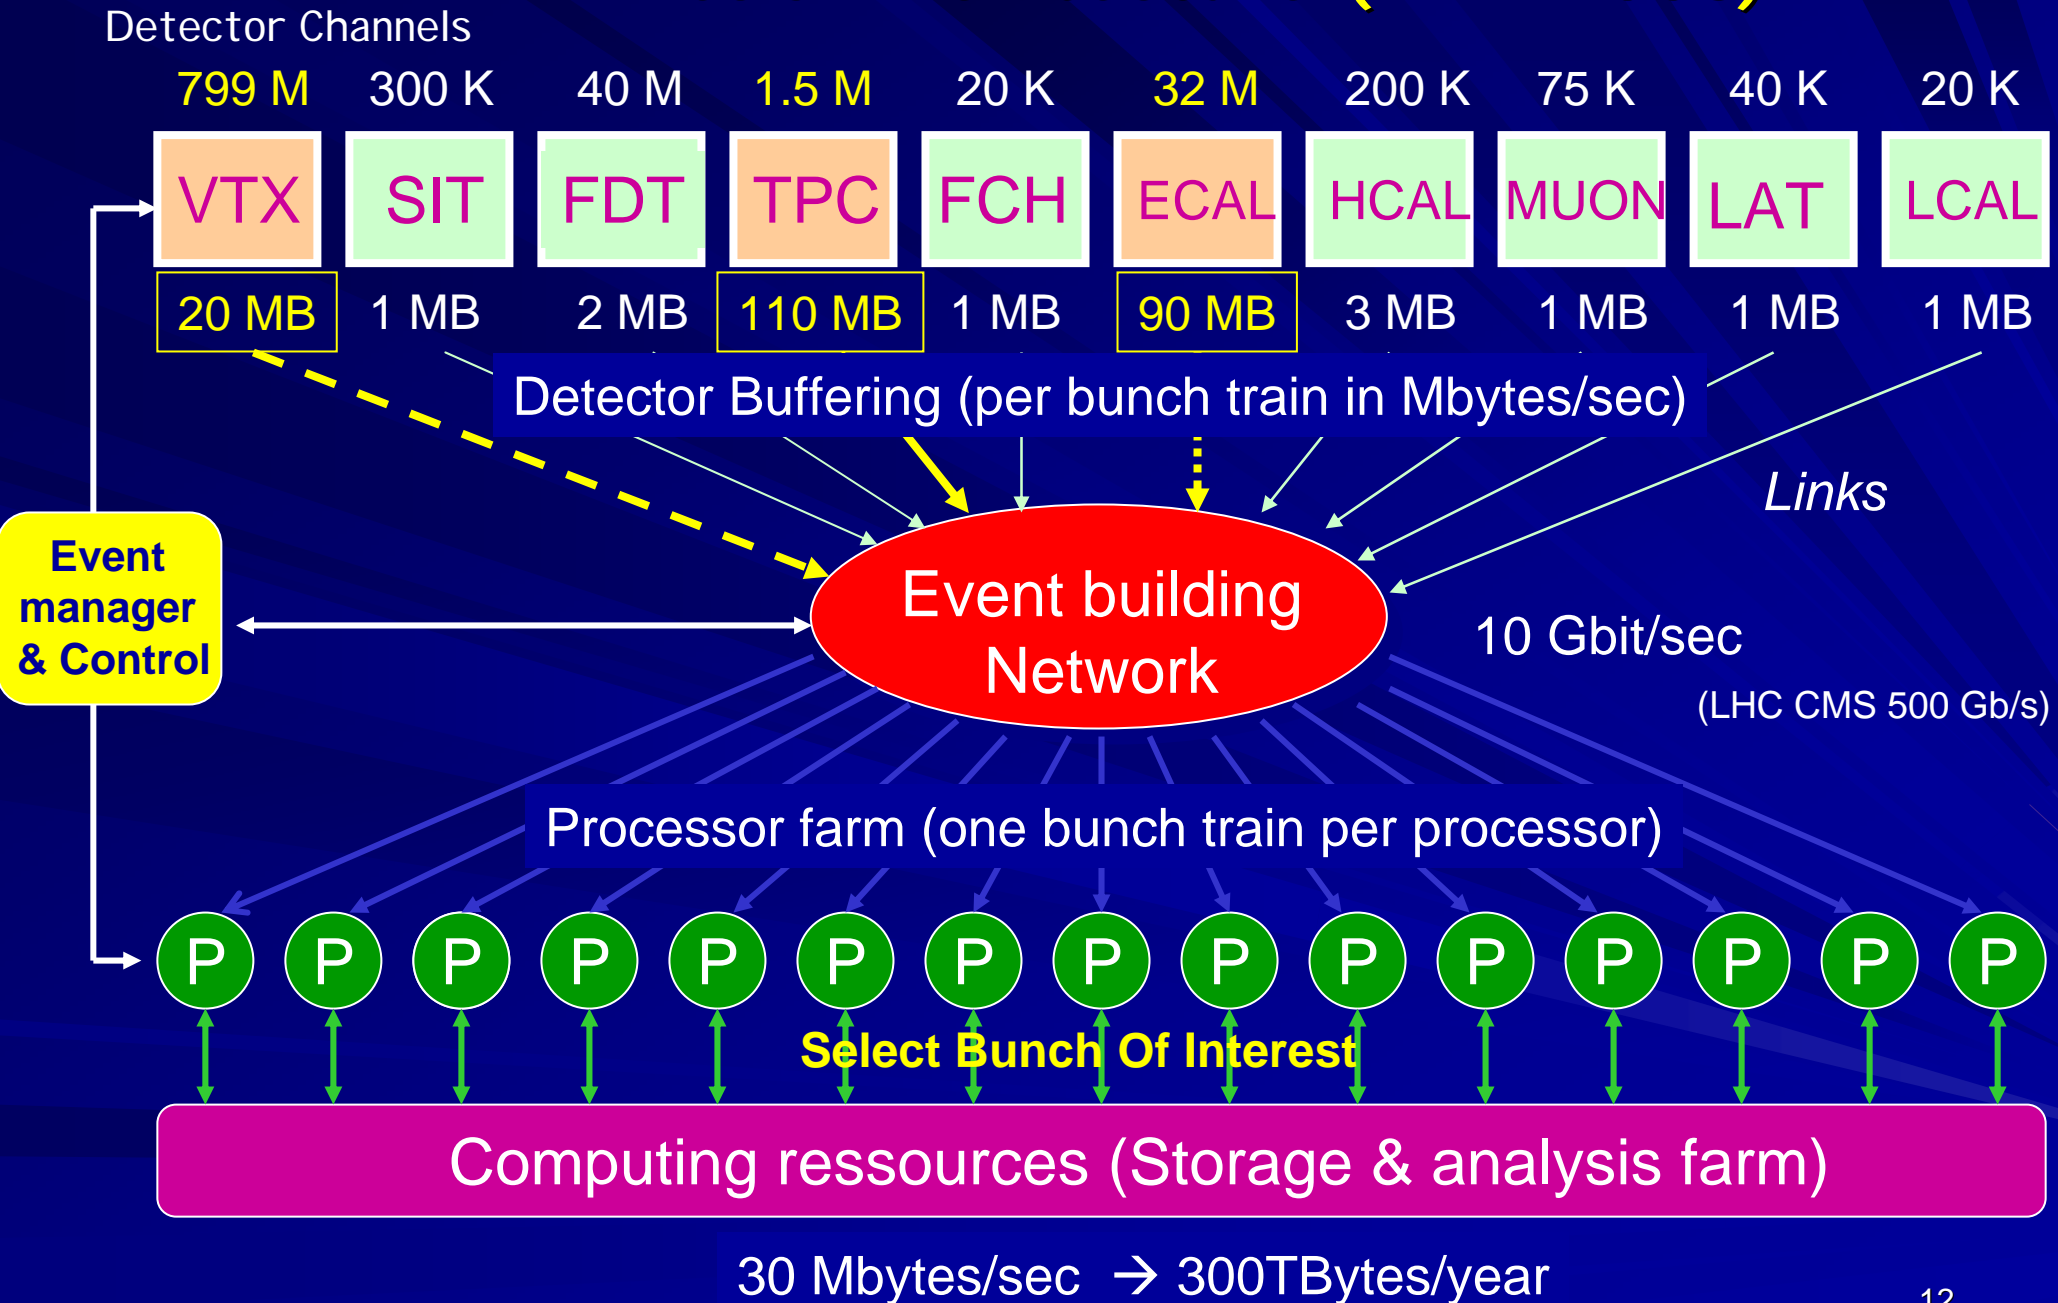 Detector Channels
799 M 300 K 40 M 1.5 M 20 K 32 M 200 K 75 K 40 K 20 K
VTX SIT FDT TPC FCH ECAL HCAL MUON LAT LCAL
20 MB 1 MB 2 MB 110 MB 1 MB 90 MB 3 MB 1 MB 1 MB 1 MB
Detector Buffering (per bunch train in Mbytes/sec)
Links
Event
manager
& Control
Event building
Network
10 Gbit/sec
(LHC CMS 500 Gb/s)
Processor farm (one bunch train per processor)
P P P P P P P P P P P P P P P
Select Bunch Of Interest
Computing ressources (Storage & analysis farm)
30 Mbytes/sec → 300TBytes/year
12